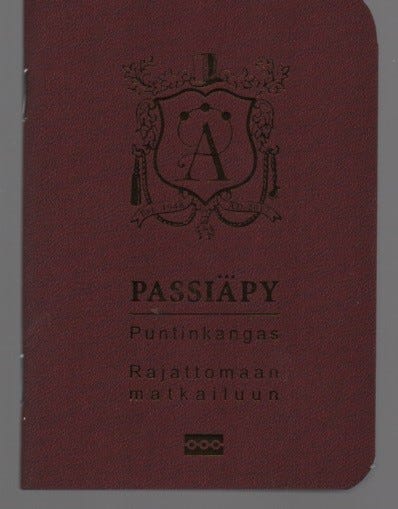 Ä
PASSIÄPY
Puntinkangas
Rajattomaan
matkailuun